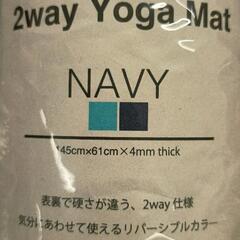 2way Yoga Mat
NAVY
145cm×61cm×4mm thick
表裏で硬さが違う、2way 仕様
気分にあわせて使えるリバーシブルカラー